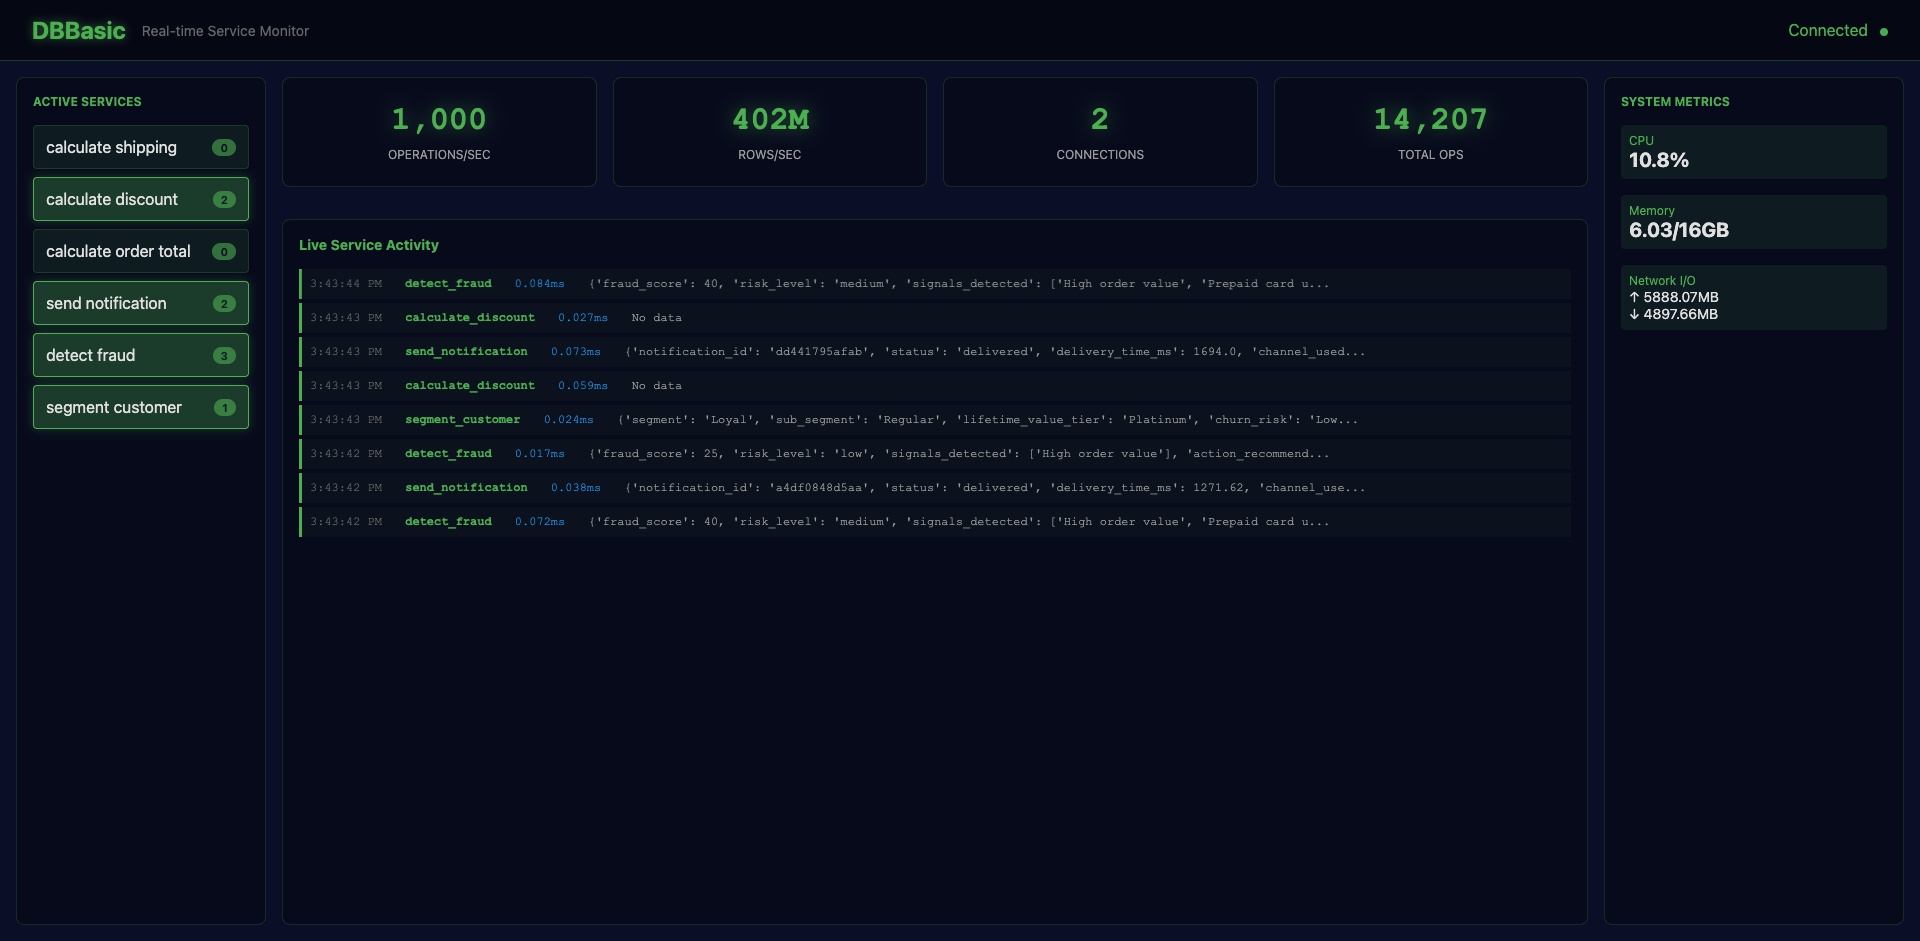 DBBasic Real-time Service Monitor Connected
ACTIVE SERVICES
calculate shipping 0
calculate discount 2
calculate order total 0
send notification 2
detect fraud 3
segment customer 1
1,000
OPERATIONS/SEC
402M
ROWS/SEC
2
CONNECTIONS
14,207
TOTAL OPS
Live Service Activity
3:43:44 PM detect_fraud 0.084ms {'fraud_score': 40, 'risk_level': 'medium', 'signals_detected': ['High order value', 'Prepaid card u...
3:43:43 PM calculate_discount 0.027ms No data
3:43:43 PM send_notification 0.073ms {'notification_id': 'dd441795afab', 'status': 'delivered', 'delivery_time_ms': 1694.0, 'channel_used...
3:43:43 PM calculate_discount 0.059ms No data
3:43:43 PM segment_customer 0.024ms {'segment': 'Loyal', 'sub_segment': 'Regular', 'lifetime_value_tier': 'Platinum', 'churn_risk': 'Low...
3:43:42 PM detect_fraud 0.017ms {'fraud_score': 25, 'risk_level': 'low', 'signals_detected': ['High order value'], 'action_recommend...
3:43:42 PM send_notification 0.038ms {'notification_id': 'a4df0848d5aa', 'status': 'delivered', 'delivery_time_ms': 1271.62, 'channel_use...
3:43:42 PM detect_fraud 0.072ms {'fraud_score': 40, 'risk_level': 'medium', 'signals_detected': ['High order value', 'Prepaid card u...
SYSTEM METRICS
CPU
10.8%
Memory
6.03/16GB
Network I/O
↑ 5888.07MB
↓ 4897.66MB